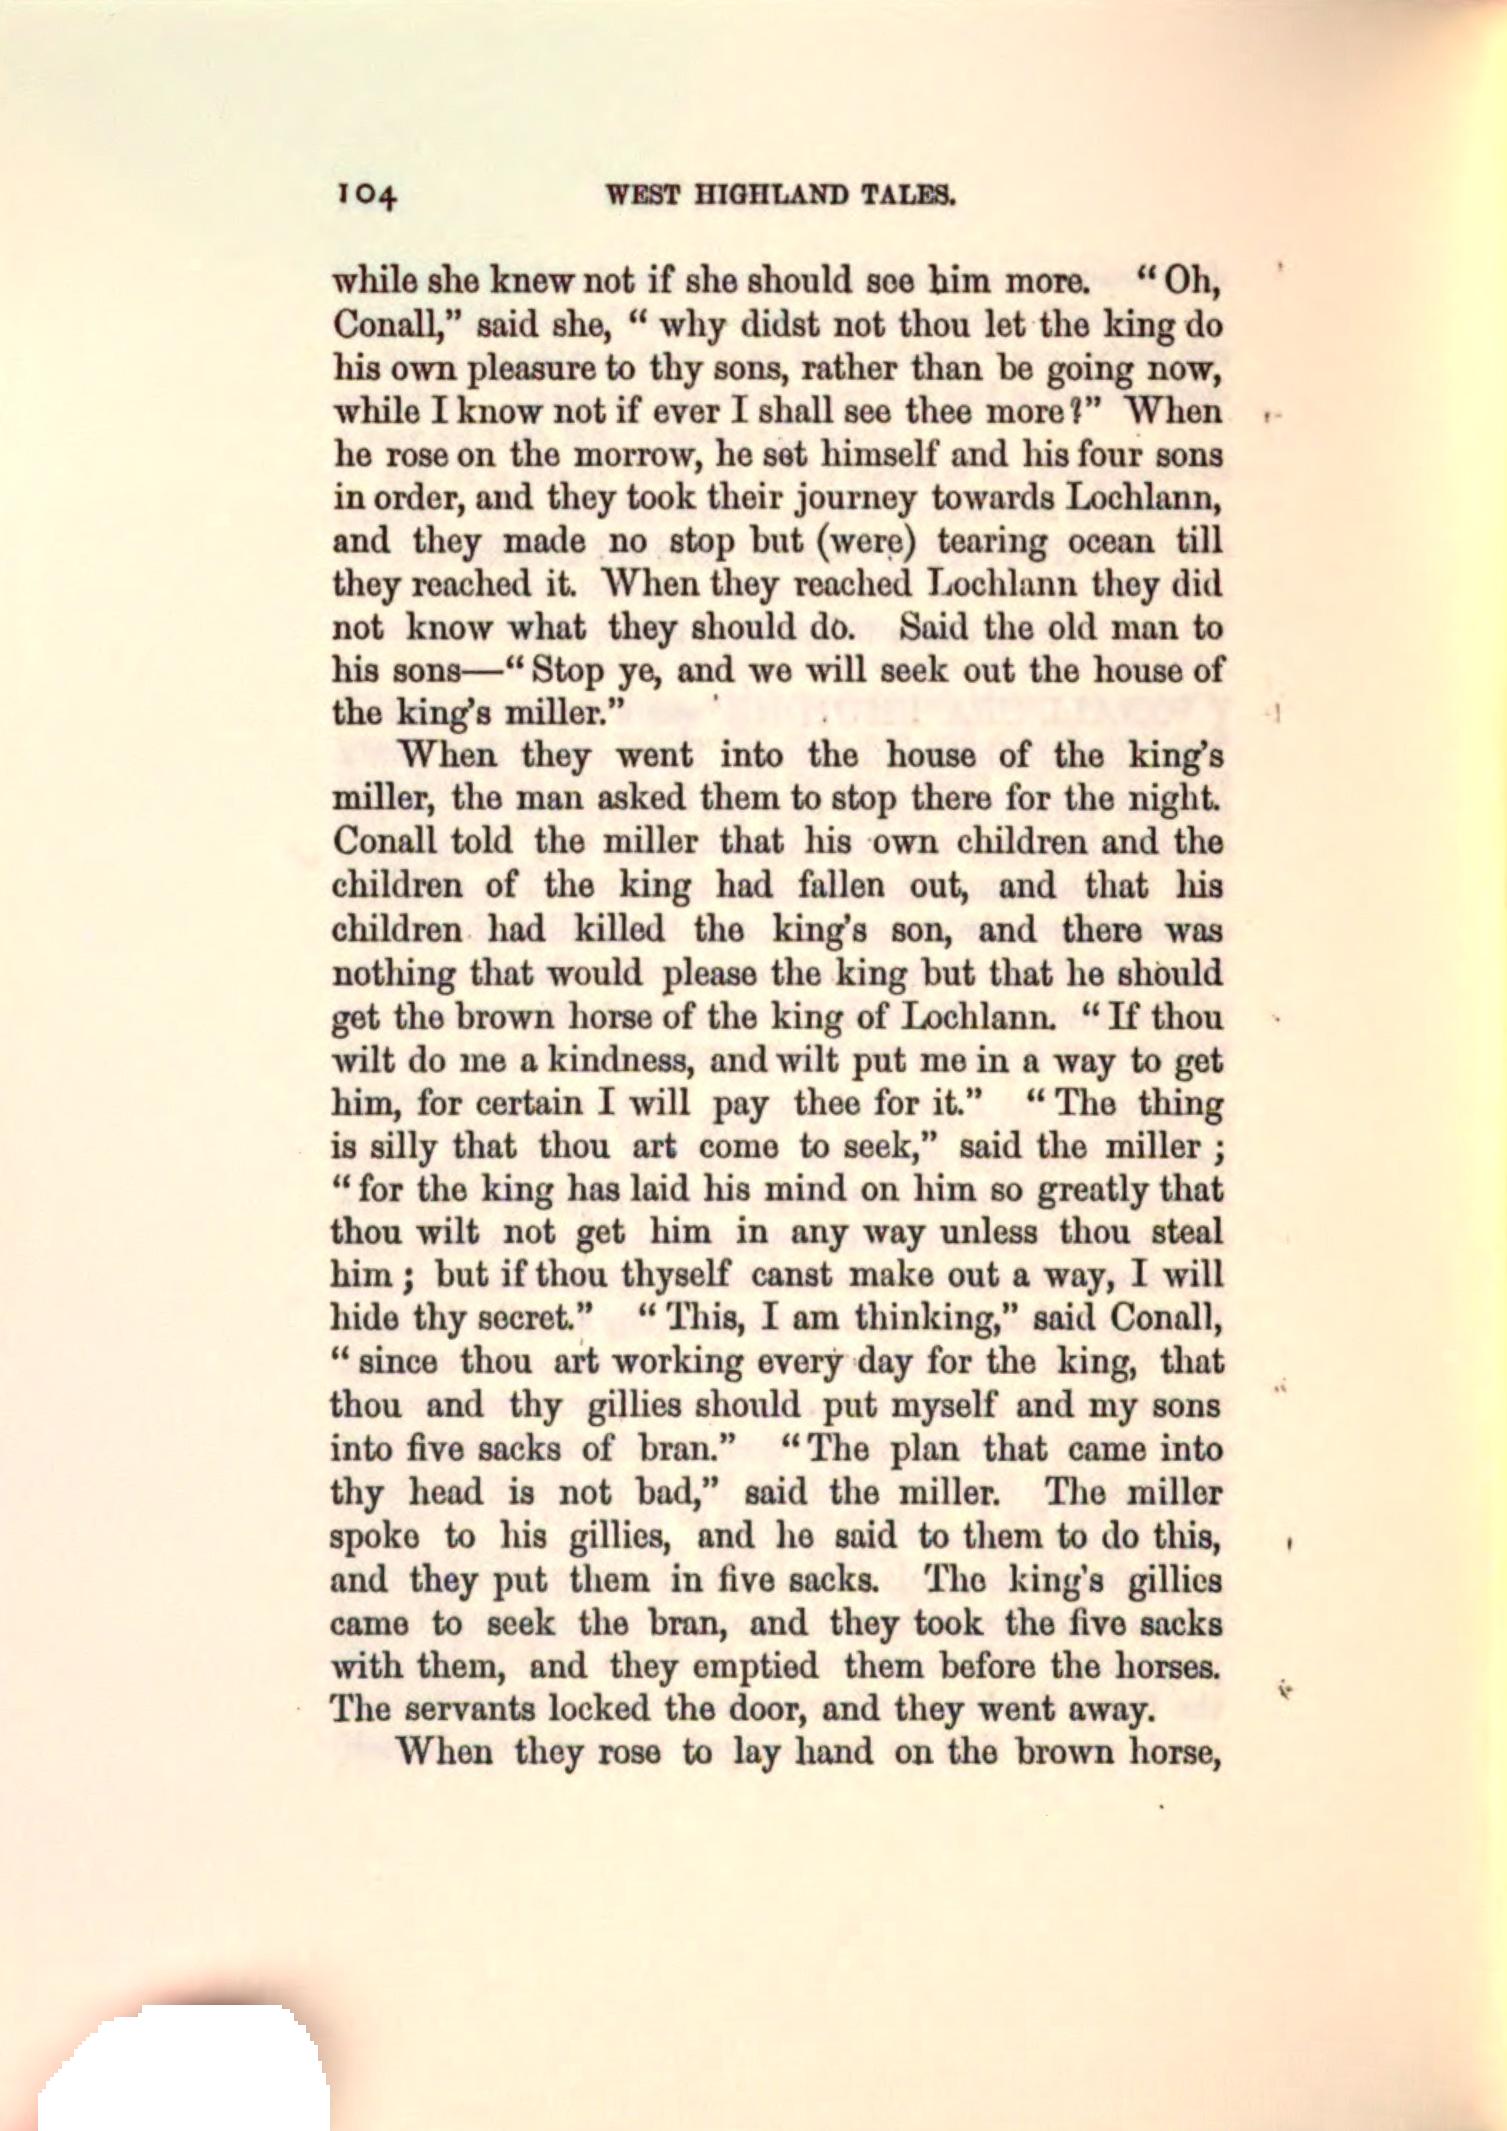 104 WEST HIGHLAND TALES.
while she knew not if she should see him more. “Oh,
Conall,” said she, “why didst not thou let the king do
his own pleasure to thy sons, rather than be going now,
while I know not if ever I shall see thee more?” When
he rose on the morrow, he set himself and his four sons
in order, and they took their journey towards Lochlann,
and they made no stop but (were) tearing ocean till
they reached it. When they reached Lochlann they did
not know what they should do. Said the old man to
his sons—“Stop ye, and we will seek out the house of
the king’s miller.”
When they went into the house of the king’s
miller, the man asked them to stop there for the night.
Conall told the miller that his own children and the
children of the king had fallen out, and that his
children had killed the king’s son, and there was
nothing that would please the king but that he should
get the brown horse of the king of Lochlann. “If thou
wilt do me a kindness, and wilt put me in a way to get
him, for certain I will pay thee for it.” “The thing
is silly that thou art come to seek,” said the miller;
“for the king has laid his mind on him so greatly that
thou wilt not get him in any way unless thou steal
him; but if thou thyself canst make out a way, I will
hide thy secret.” “This, I am thinking,” said Conall,
“since thou art working every day for the king, that
thou and thy gillies should put myself and my sons
into five sacks of bran.” “The plan that came into
thy head is not bad,” said the miller. The miller
spoke to his gillies, and he said to them to do this,
and they put them in five sacks. The king’s gillies
came to seek the bran, and they took the five sacks
with them, and they emptied them before the horses.
The servants locked the door, and they went away.
When they rose to lay hand on the brown horse,